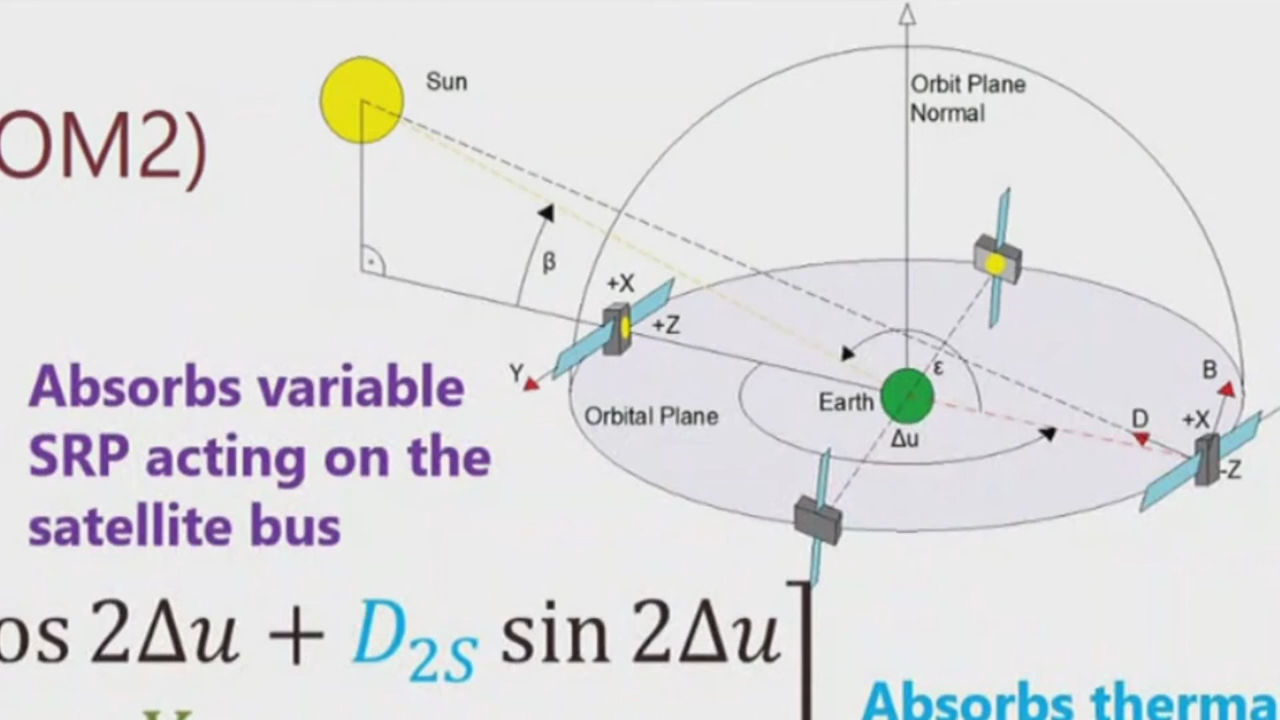 OM2)
Sun
Orbit Plane
Normal
β
+X
+Z
Y
Orbital Plane
Earth
ε
Δu
B
D
+X
-Z
Absorbs variable
SRP acting on the
satellite bus
os 2Δu + D2S sin 2Δu]
Absorbs therma